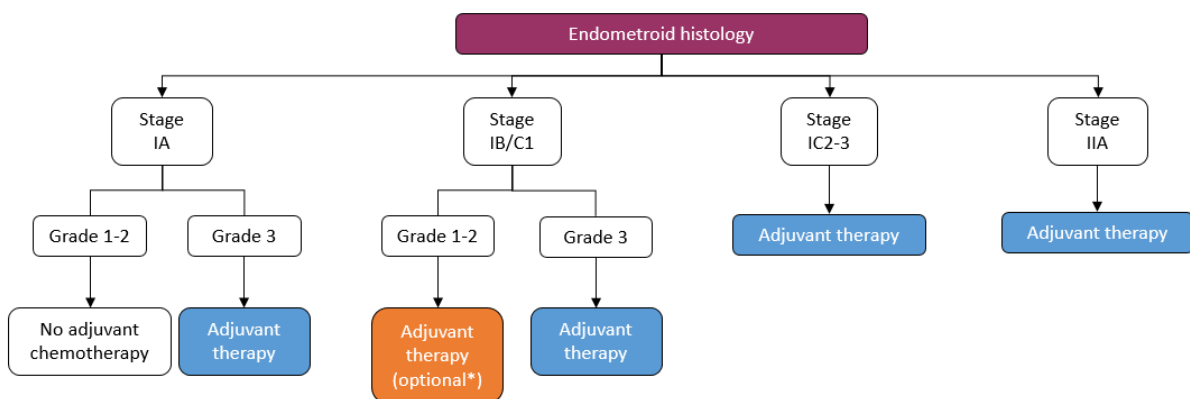 Endometroid histology
Stage
IA
Stage
IB/C1
Stage
IC2-3
Stage
IIA
Grade 1-2
Grade 3
Grade 1-2
Grade 3
Adjuvant therapy
Adjuvant therapy
No adjuvant
chemotherapy
Adjuvant
therapy
Adjuvant
therapy
(optional*)
Adjuvant
therapy